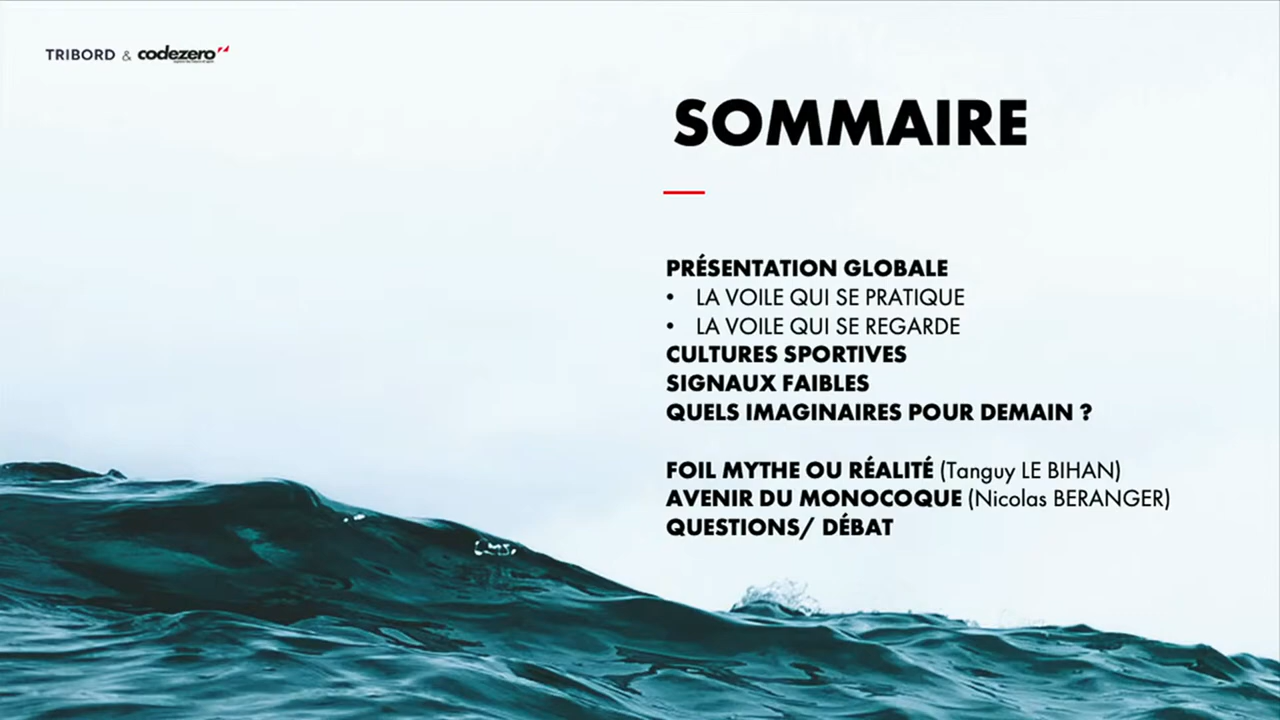 TRIBORD & codezero
SOMMAIRE
PRÉSENTATION GLOBALE
• LA VOILE QUI SE PRATIQUE
• LA VOILE QUI SE REGARDE
CULTURES SPORTIVES
SIGNAUX FAIBLES
QUELS IMAGINAIRES POUR DEMAIN ?
FOIL MYTHE OU RÉALITÉ (Tanguy LE BIHAN)
AVENIR DU MONOCOQUE (Nicolas BERANGER)
QUESTIONS/ DÉBAT